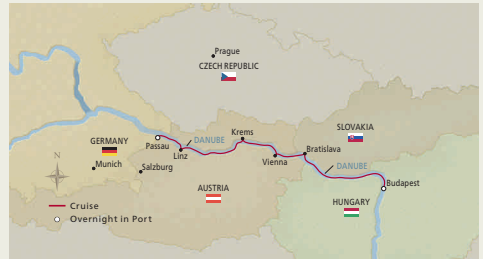 Prague
CZECH REPUBLIC
GERMANY
Passau
DANUBE
Krems
SLOVAKIA
Linz
Vienna
Bratislava
Munich
Salzburg
DANUBE
AUSTRIA
Budapest
HUNGARY
N
Cruise
Overnight in Port